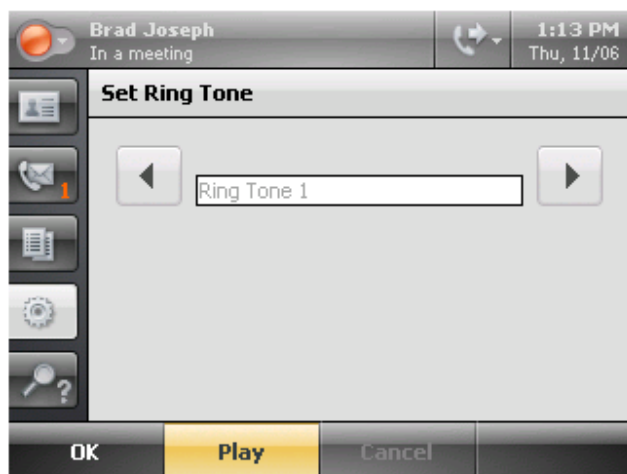 Brad Joseph
In a meeting
1:13 PM
Thu, 11/06
Set Ring Tone
1
Ring Tone 1
?
OK
Play
Cancel